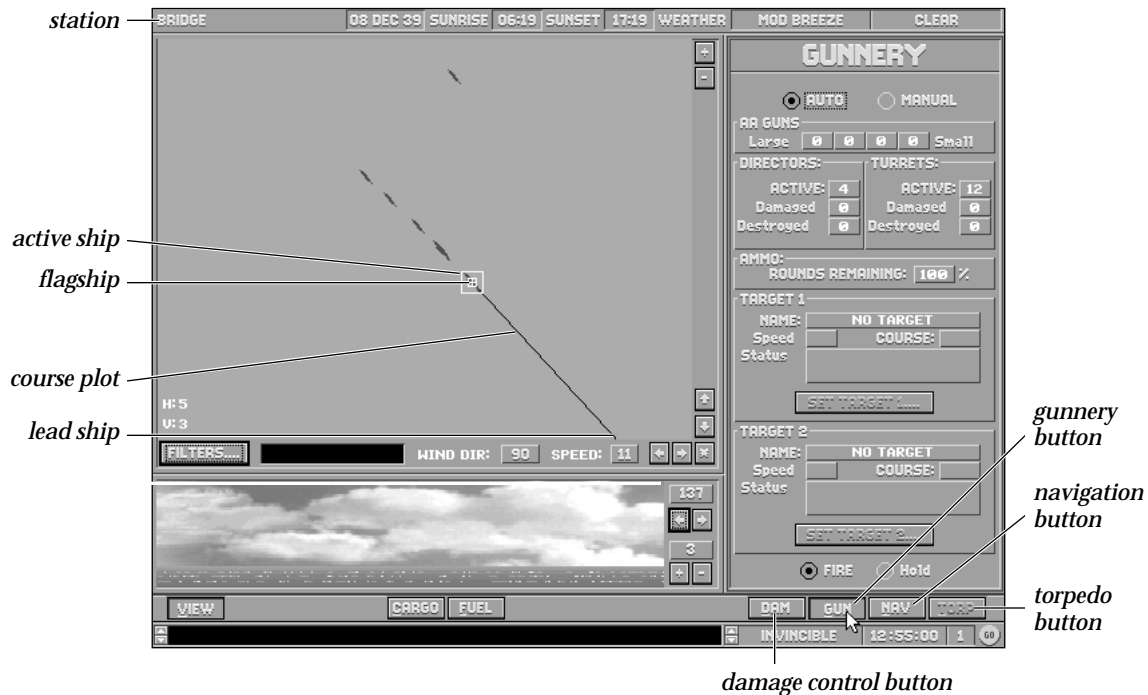 station
BRIDGE
08 DEC 39 SUNRISE 06:19 SUNSET 17:19 WEATHER MOD BREEZE CLEAR
+
-
GUNNERY
AUTO MANUAL
AA GUNS
Large 0 0 0 0 Small
DIRECTORS: TURRETS:
ACTIVE: 4 ACTIVE: 12
Damaged 0 Damaged 0
Destroyed 0 Destroyed 0
AMMO:
ROUNDS REMAINING: 100 %
TARGET 1
NAME: NO TARGET
Speed COURSE:
Status
SET TARGET 1....
TARGET 2
NAME: NO TARGET
Speed COURSE:
Status
SET TARGET 2....
FIRE Hold
active ship
flagship
course plot
lead ship
H:5
V:3
FILTERS.... WIND DIR: 90 SPEED: 11
137
3
+ -
VIEW CARGO FUEL DAM GUN NAV TORP
INVINCIBLE 12:55:00 1 GO
gunnery
button
navigation
button
torpedo
button
damage control button